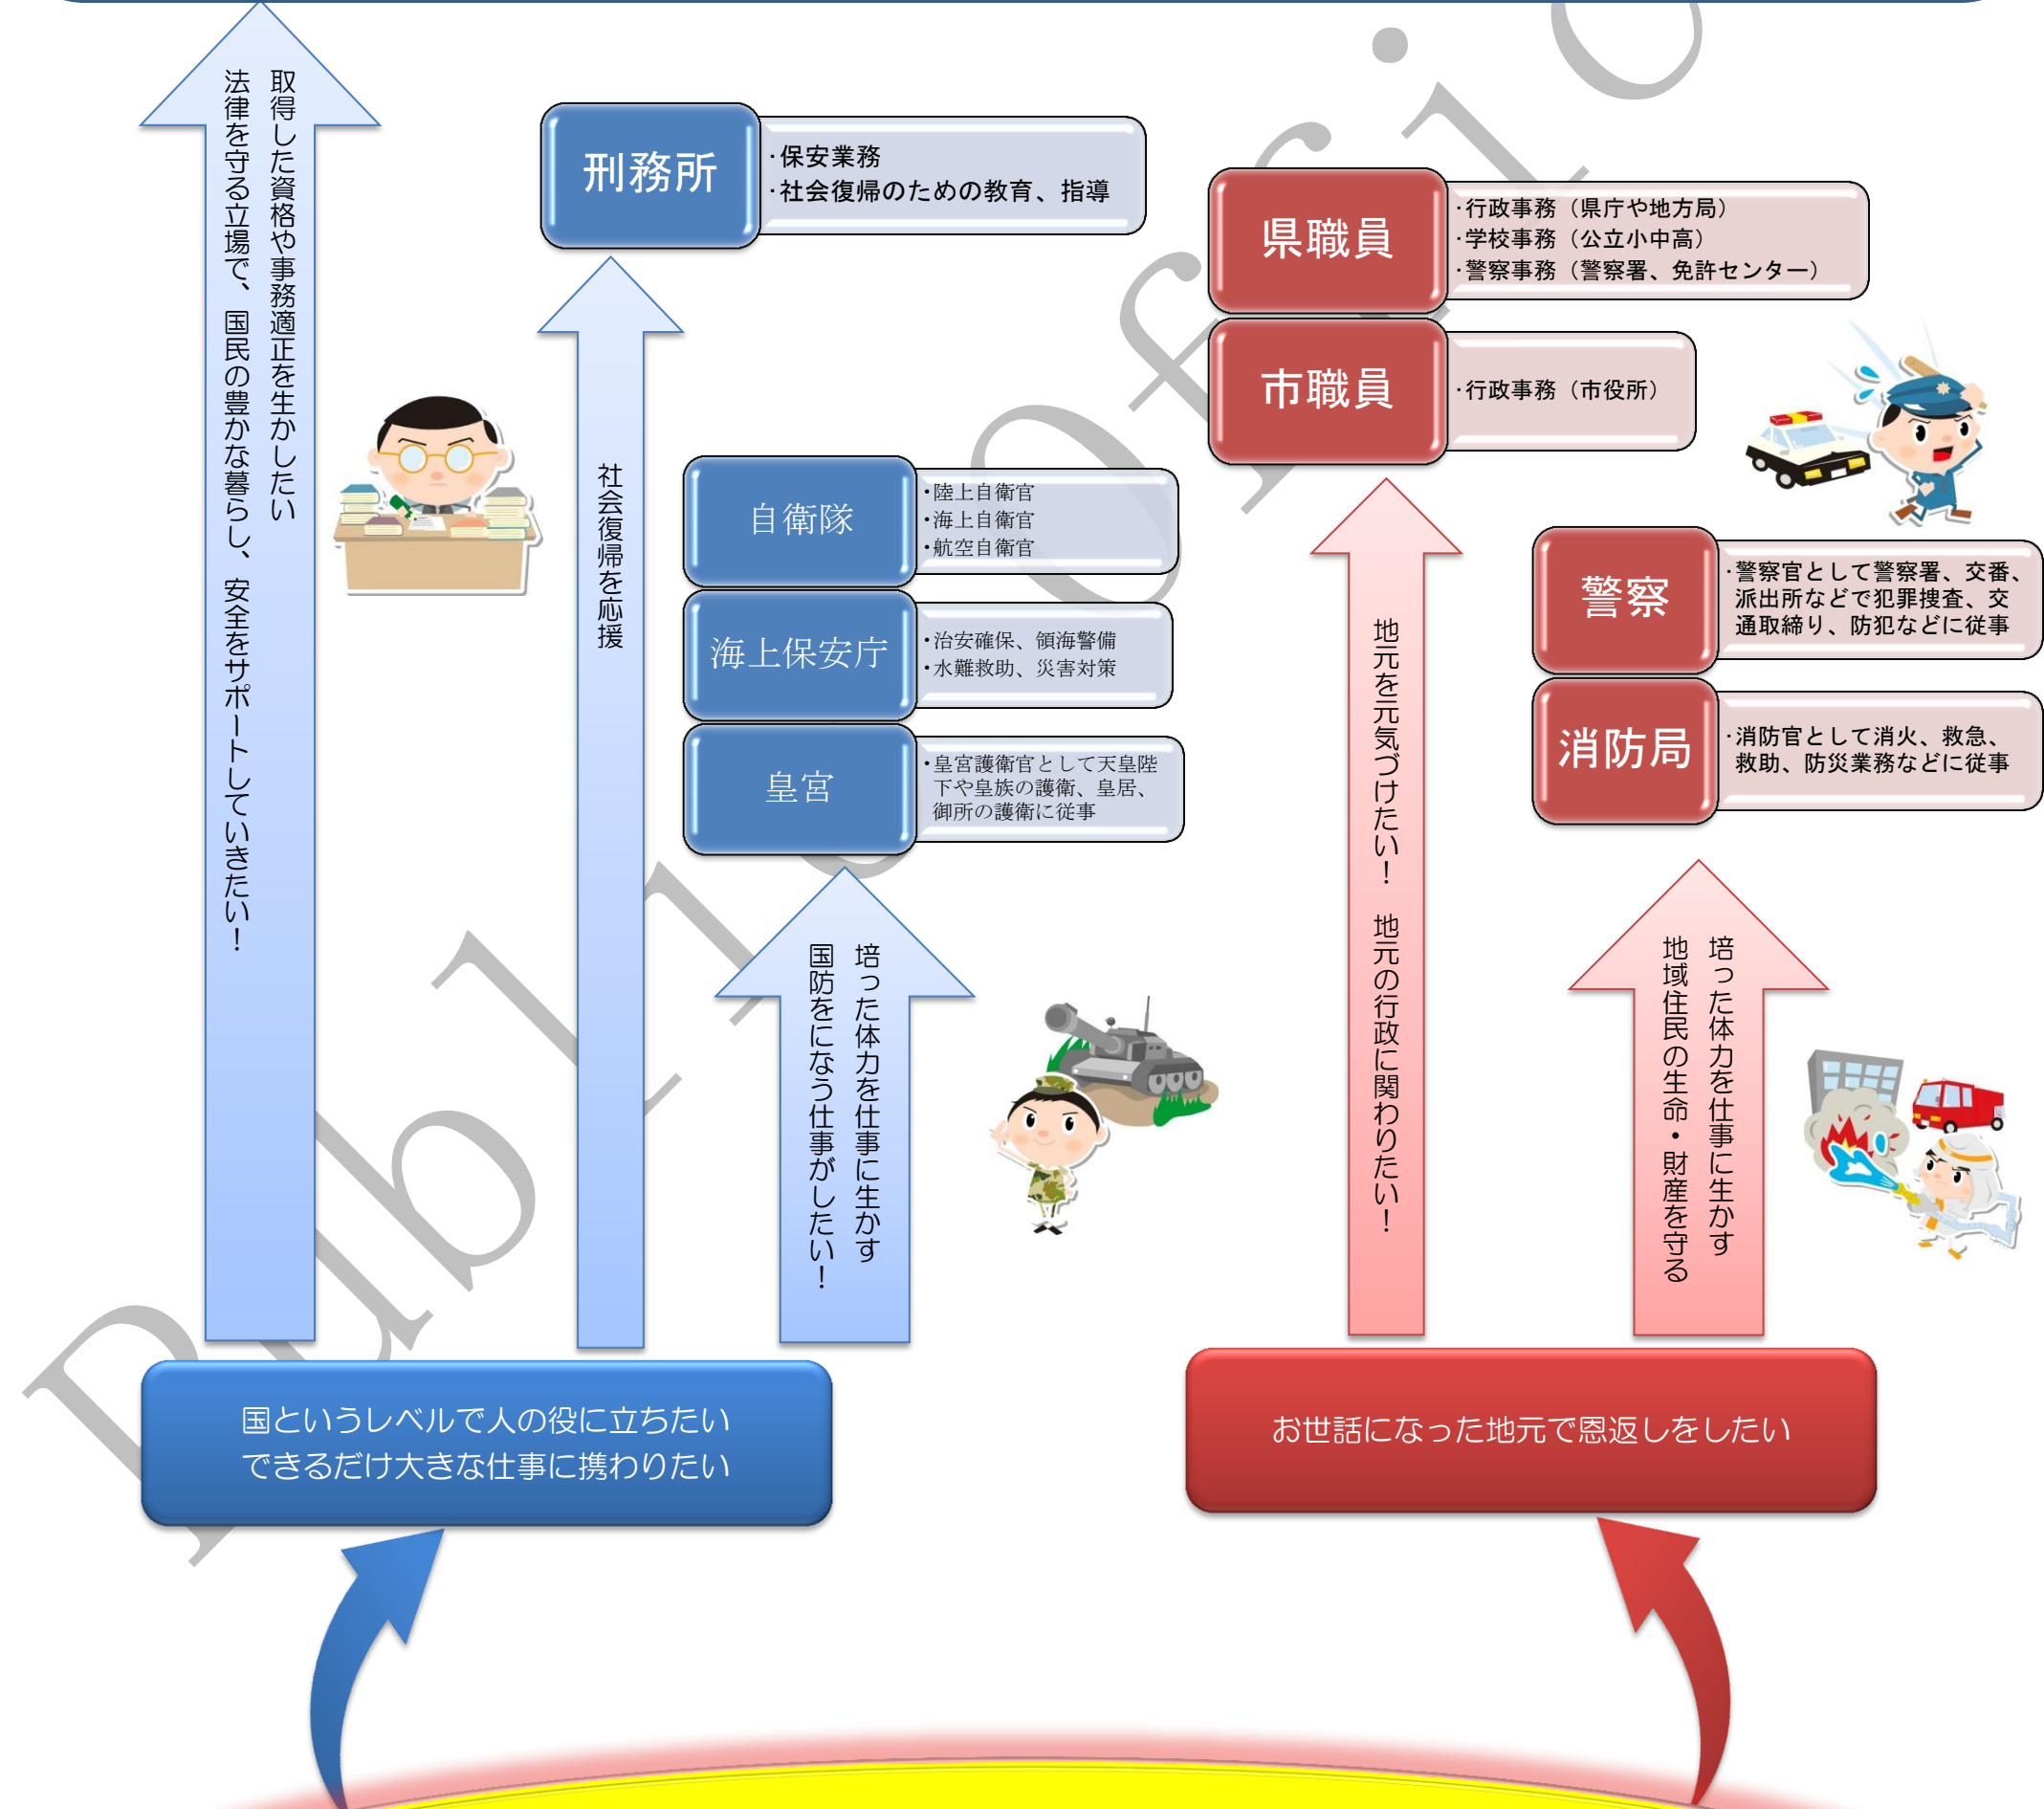 取得した資格や事務適正を生かしたい
法律を守る立場で、国民の豊かな暮らし、安全をサポートしていきたい！
刑務所
・保安業務
・社会復帰のための教育、指導
県職員
・行政事務（県庁や地方局）
・学校事務（公立小中高）
・警察事務（警察署、免許センター）
市職員
・行政事務（市役所）
社会復帰を応援
自衛隊
・陸上自衛官
・海上自衛官
・航空自衛官
海上保安庁
・治安確保、領海警備
・水難救助、災害対策
皇宮
・皇宮護衛官として天皇陛
下や皇族の護衛、皇居、
御所の護衛に従事
地元を元気づけたい！　地元の行政に関わりたい！
警察
・警察官として警察署、交番、
派出所などで犯罪捜査、交
通取締り、防犯などに従事
消防局
・消防官として消火、救急、
救助、防災業務などに従事
培った体力を仕事に生かす
国防をになう仕事がしたい！
培った体力を仕事に生かす
地域住民の生命・財産を守る
国というレベルで人の役に立ちたい
できるだけ大きな仕事に携わりたい
お世話になった地元で恩返しをしたい